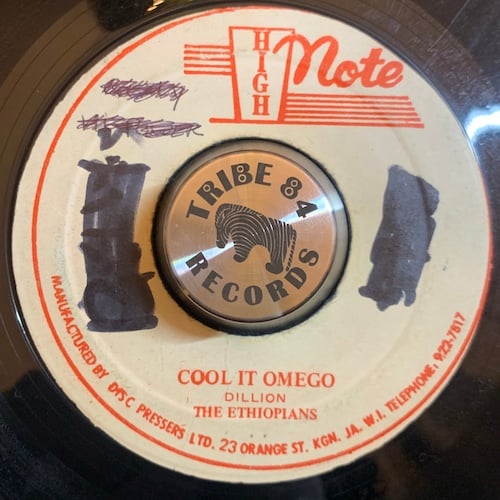 HIGH
Note
TRIBE 84
RECORDS
COOL IT OMEGO
DILLION
THE ETHIOPIANS
MANUFACTURED BY DYSC PRESSERS LTD. 23 ORANGE ST. KGN. JA. W.I. TELEPHONE, 922-7817